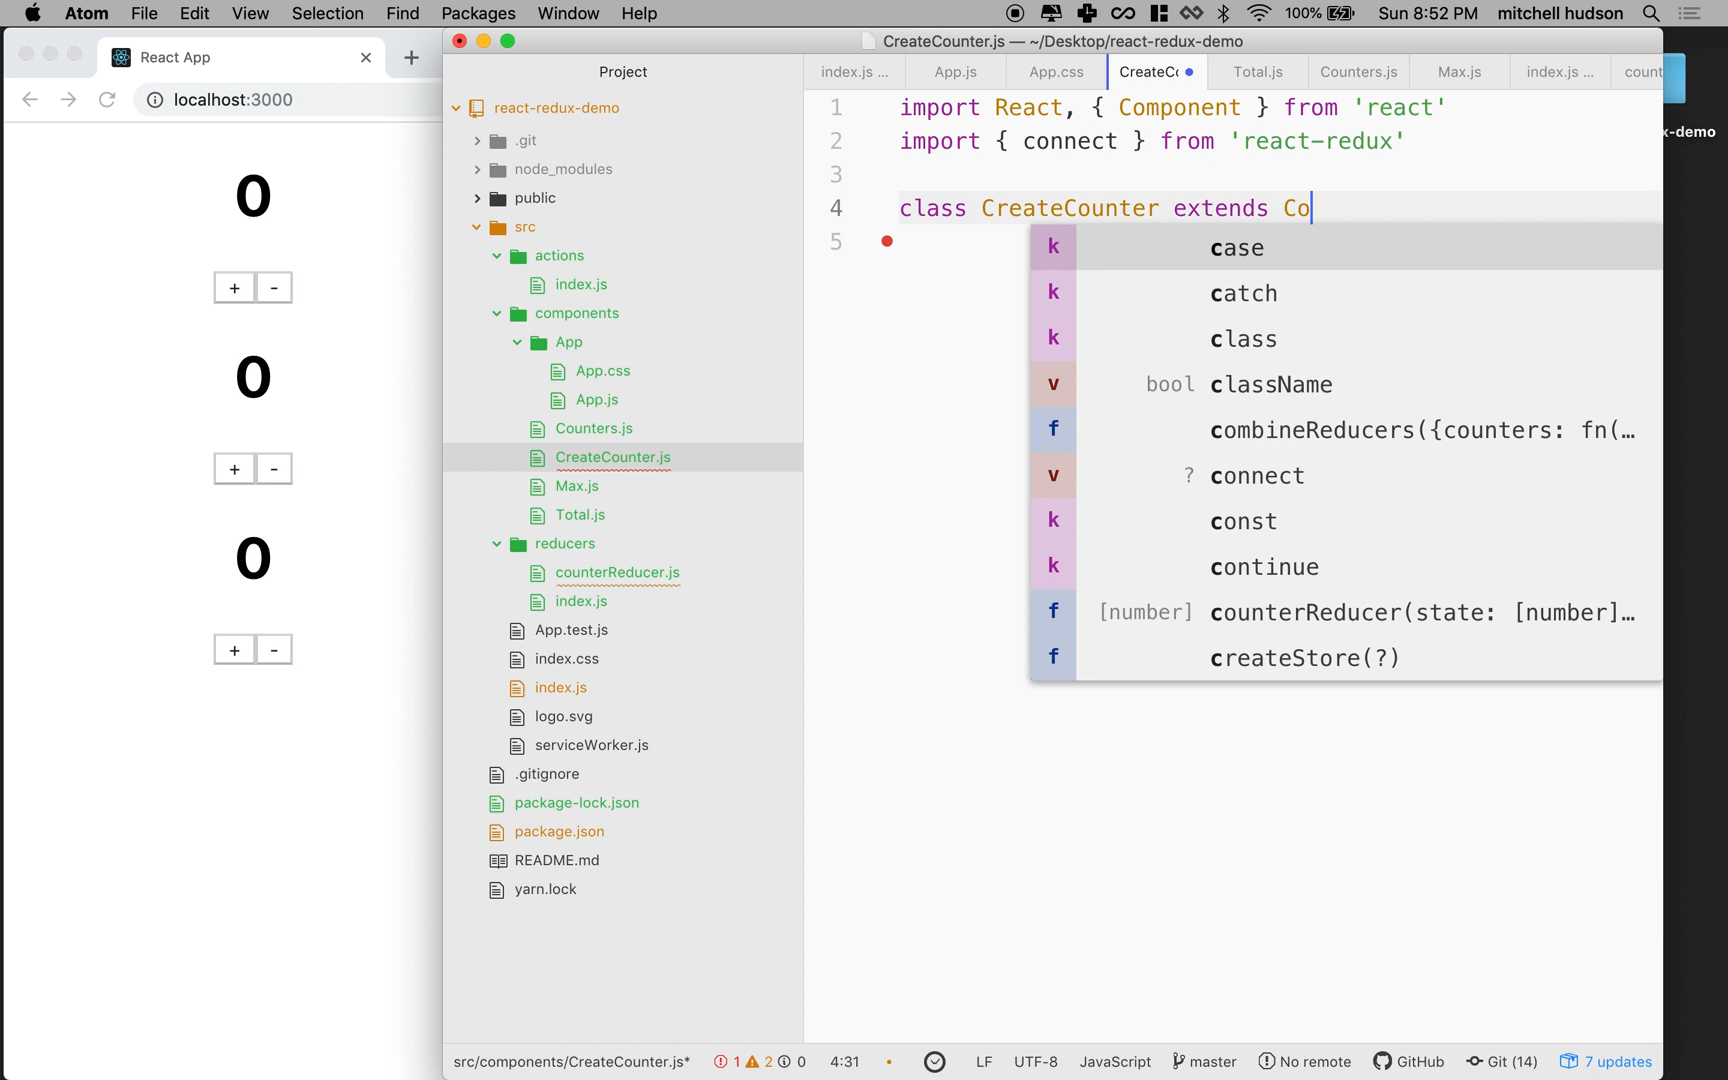 Atom File Edit View Selection Find Packages Window Help 100% Sun 8:52 PM mitchell hudson
React App
localhost:3000
0
+ -
0
+ -
0
+ -
CreateCounter.js — ~/Desktop/react-redux-demo
Project
react-redux-demo
.git
node_modules
public
src
actions
index.js
components
App
App.css
App.js
Counters.js
CreateCounter.js
Max.js
Total.js
reducers
counterReducer.js
index.js
App.test.js
index.css
index.js
logo.svg
serviceWorker.js
.gitignore
package-lock.json
package.json
README.md
yarn.lock
index.js ... App.js App.css CreateCo Total.js Counters.js Max.js index.js ... count
1 import React, { Component } from 'react'
2 import { connect } from 'react-redux'
3
4 class CreateCounter extends Co
5
k case
k catch
k class
v bool className
f combineReducers({counters: fn(…
v ? connect
k const
k continue
f [number] counterReducer(state: [number]…
f createStore(?)
x-demo
src/components/CreateCounter.js* 1 2 0 4:31 LF UTF-8 JavaScript master No remote GitHub Git (14) 7 updates